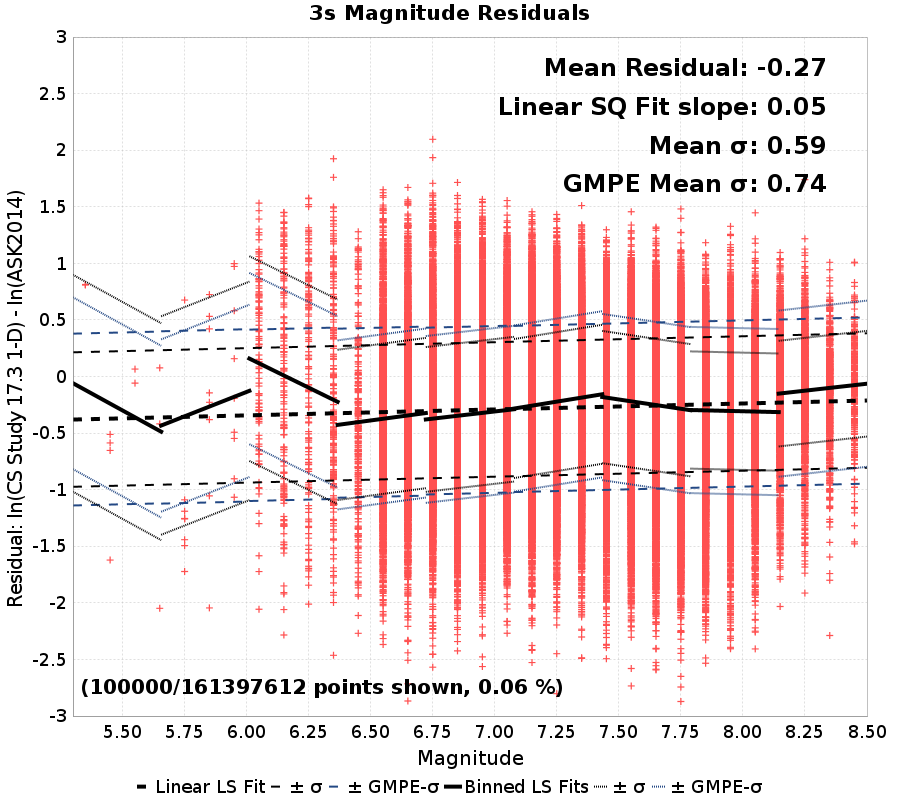 3s Magnitude Residuals
Mean Residual: -0.27
Linear SQ Fit slope: 0.05
Mean σ: 0.59
GMPE Mean σ: 0.74
Residual: ln(CS Study 17.3 1-D) - ln(ASK2014)
3
2.5
2
1.5
1
0.5
0
-0.5
-1
-1.5
-2
-2.5
-3
(100000/161397612 points shown, 0.06 %)
5.50 5.75 6.00 6.25 6.50 6.75 7.00 7.25 7.50 7.75 8.00 8.25 8.50
Magnitude
Linear LS Fit ± σ ± GMPE-σ Binned LS Fits ± σ ± GMPE-σ